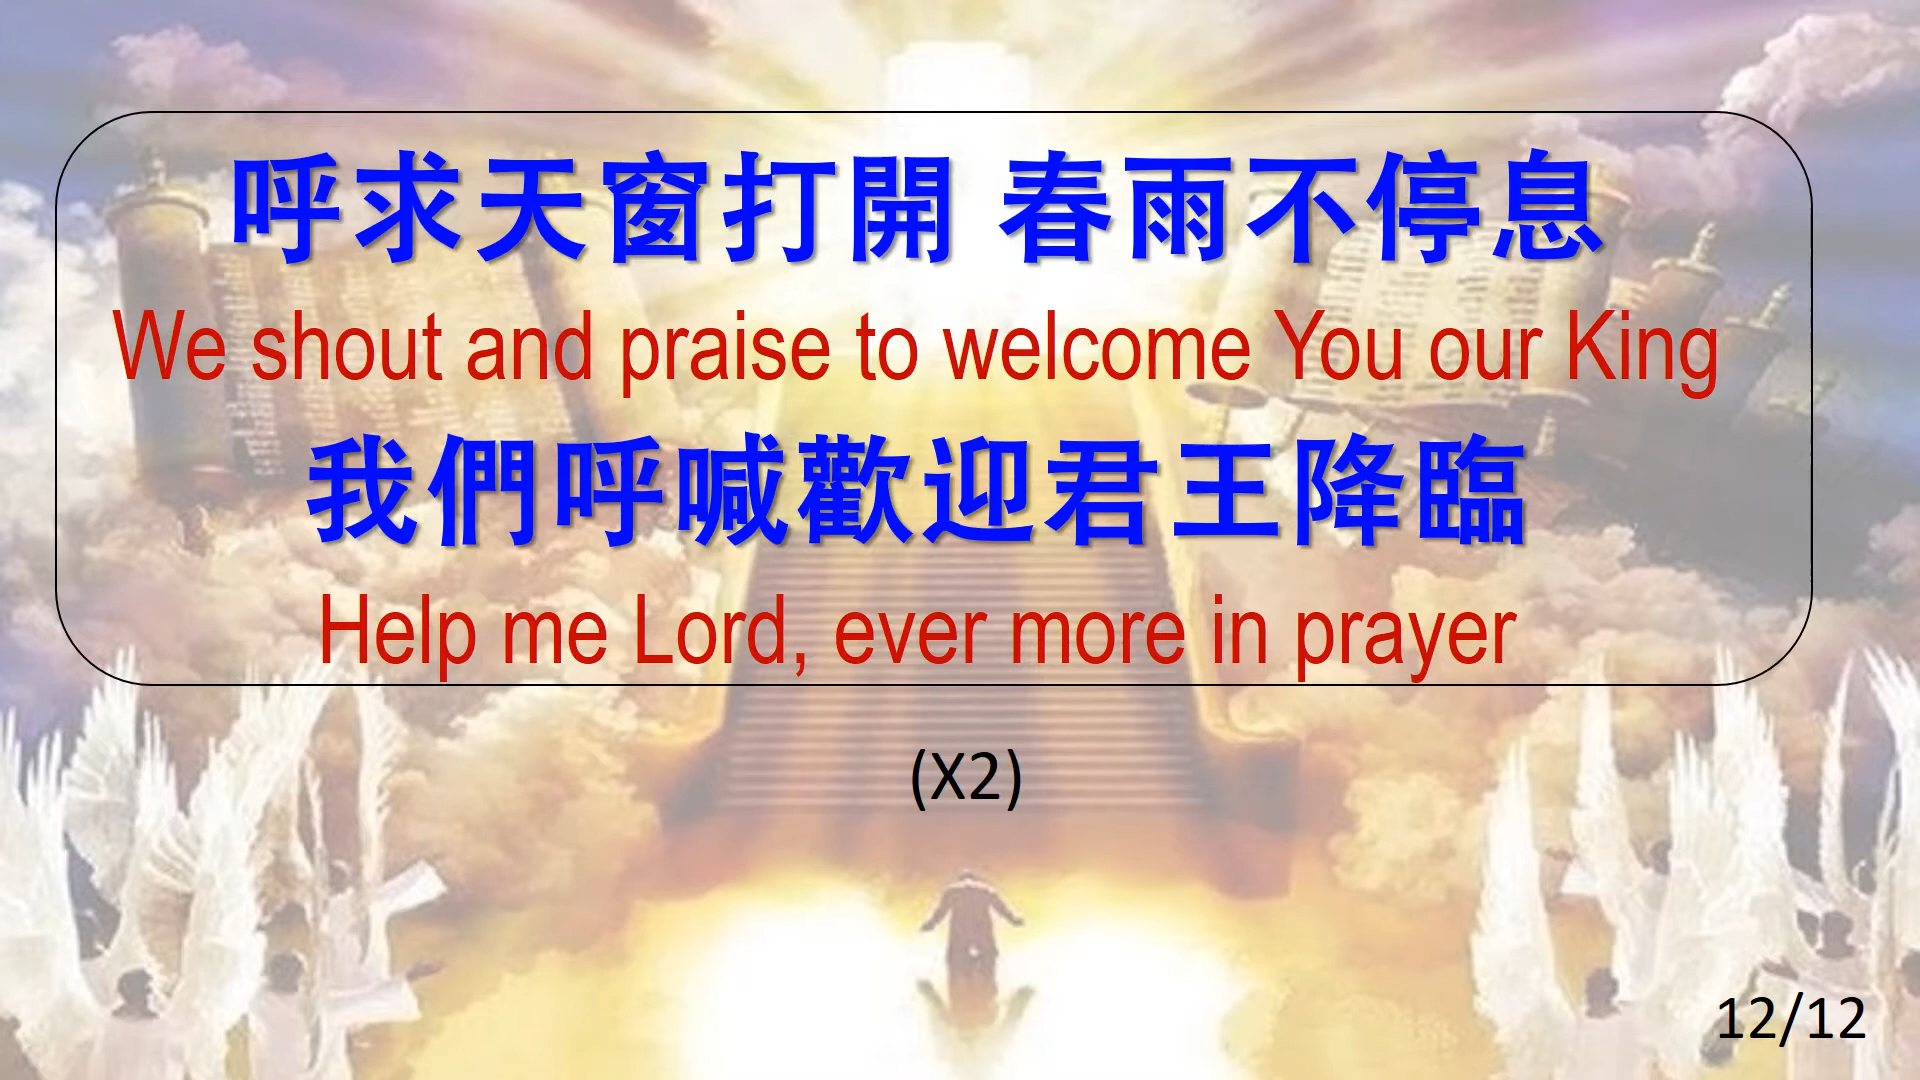 呼求天窗打開 春雨不停息
We shout and praise to welcome You our King
我們呼喊歡迎君王降臨
Help me Lord, ever more in prayer
(X2)
12/12